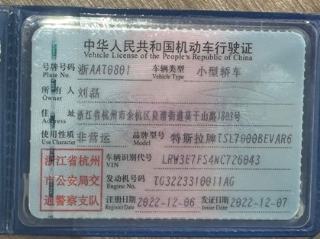 中华人民共和国机动车行驶证
Vehicle License of the People's Republic of China
号牌号码 浙AAT0801 车辆类型 小型轿车
Plate No. Vehicle Type
所有人 刘磊
Owner
住址 浙江省杭州市余杭区良渚街道莫干山路1803号
Address
使用性质 非营运 品牌型号 特斯拉牌TSL7000BEVAR6
Use Character Model
浙江省杭州 车辆识别代号 LRW3E7FS4NC726043
VIN
市公安局交 发动机号码 TG3223310011AG
Engine No.
通警察支队 注册日期 2022-12-06 发证日期 2022-12-07
Register Date Issue Date